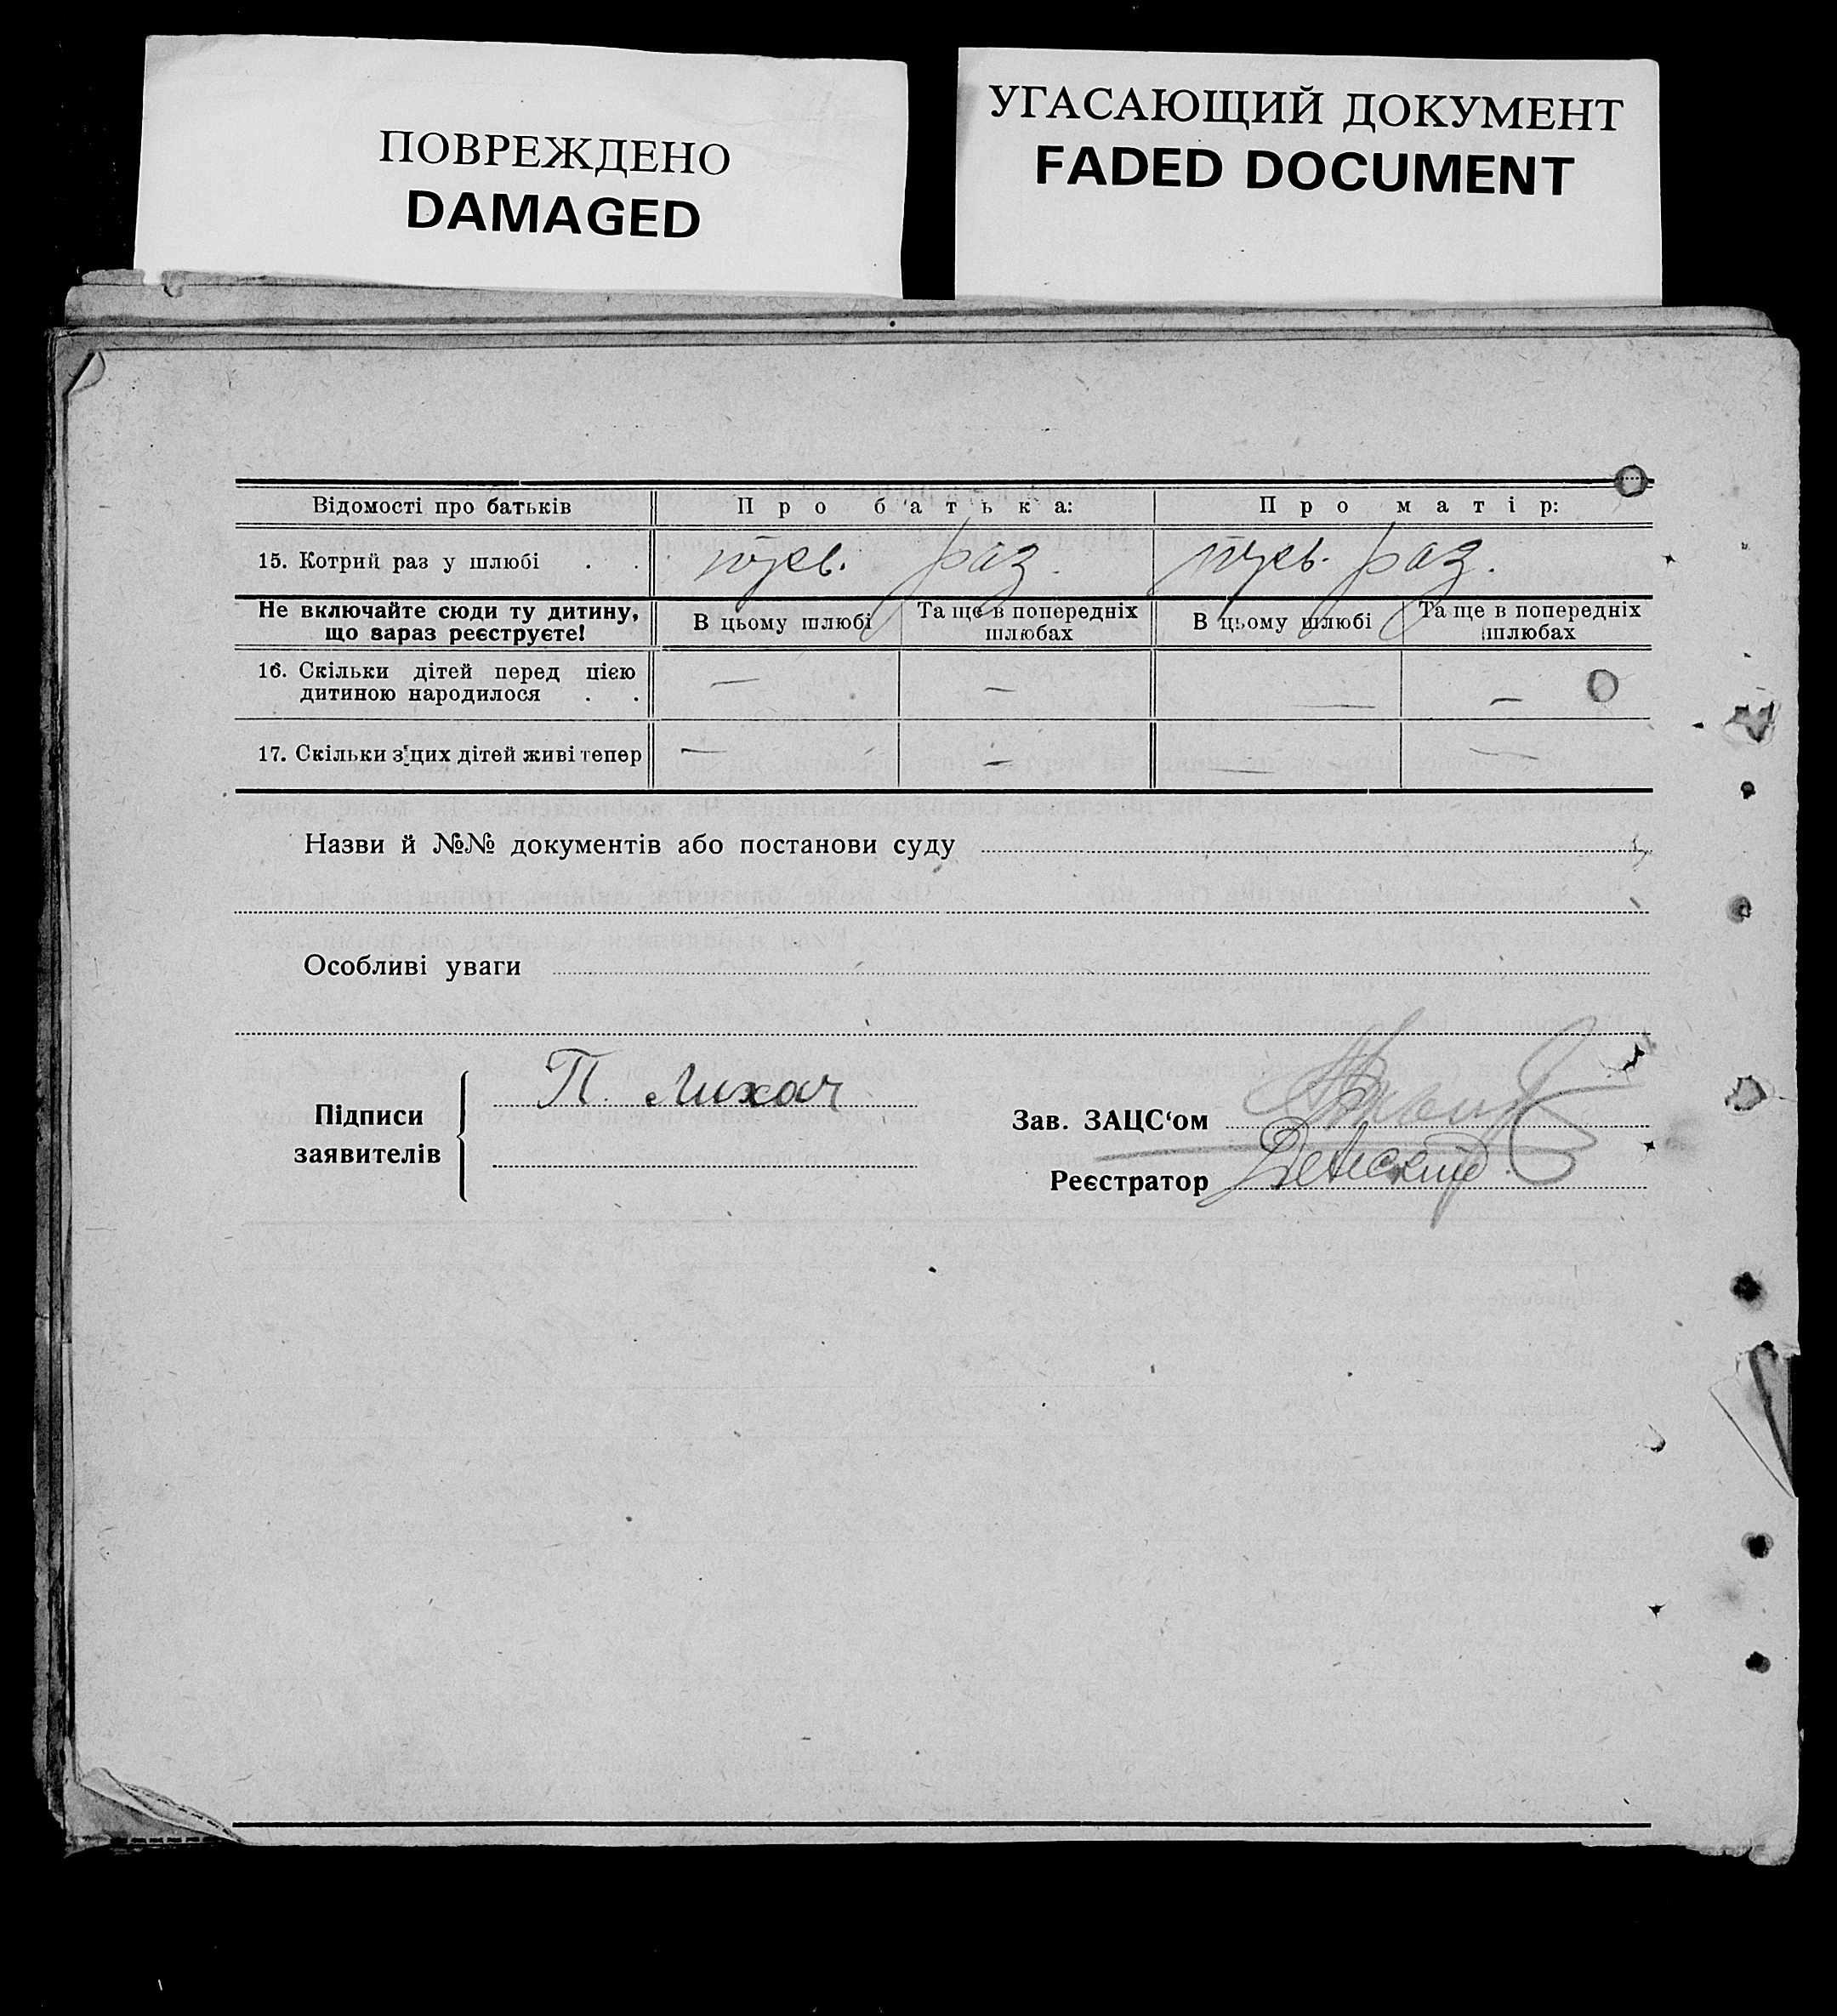 ПОВРЕЖДЕНО
DAMAGED
УГАСАЮЩИЙ ДОКУМЕНТ
FADED DOCUMENT
Відомості про батьків Про батька: Про матір:
15. Котрий раз у шлюбі . . раз. раз.
Не включайте сюди ту дитину,
що зараз реєструєте!
В цьому шлюбі
Та ще в попередніх
шлюбах
В цьому шлюбі
Та ще в попередніх
шлюбах
16. Скільки дітей перед цією
дитиною народилося . . — — — —
17. Скільки з цих дітей живі тепер — — — —
Назви й №№ документів або постанови суду
Особливі уваги
Підписи
заявителів
П. Лихач
Зав. ЗАЦС‘ом
Реєстратор